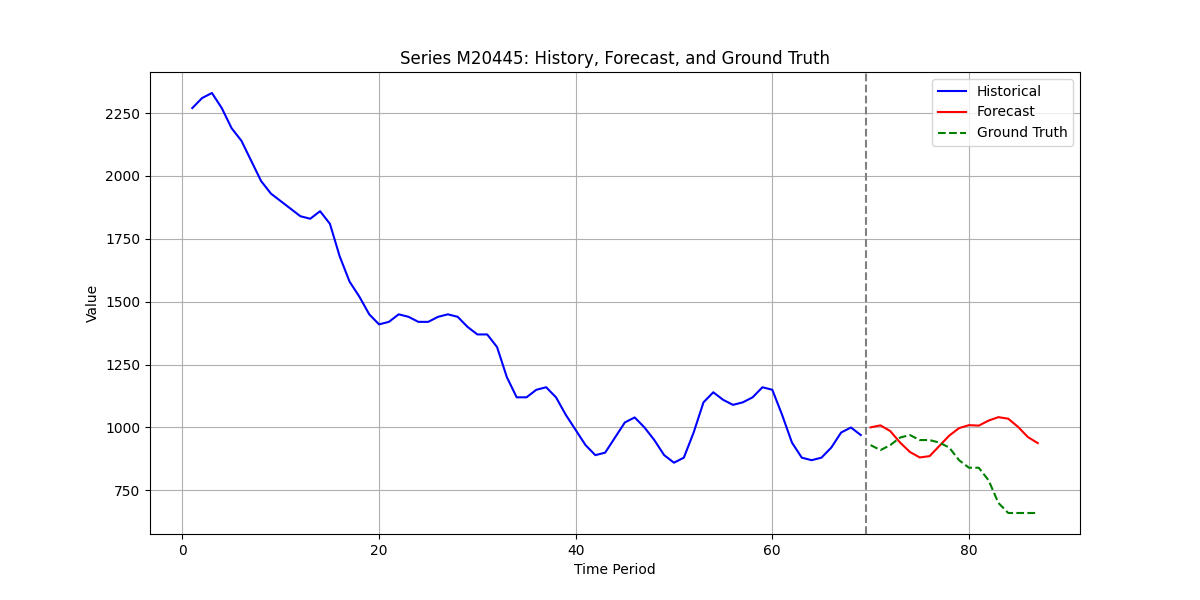 Series M20445: History, Forecast, and Ground Truth
Historical
Forecast
Ground Truth
2250
2000
1750
1500
1250
1000
750
Value
0 20 40 60 80
Time Period